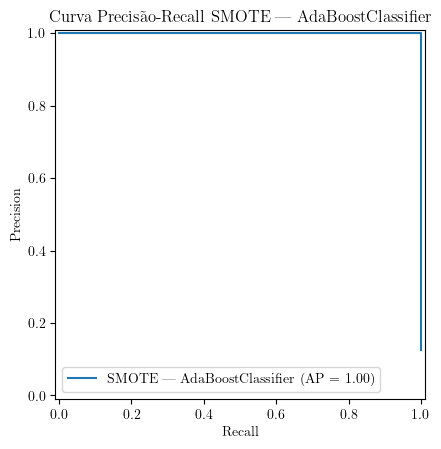 Curva Precisão-Recall SMOTE — AdaBoostClassifier
1.0
0.8
0.6
0.4
0.2
0.0
Precision
SMOTE — AdaBoostClassifier (AP = 1.00)
0.0 0.2 0.4 0.6 0.8 1.0
Recall